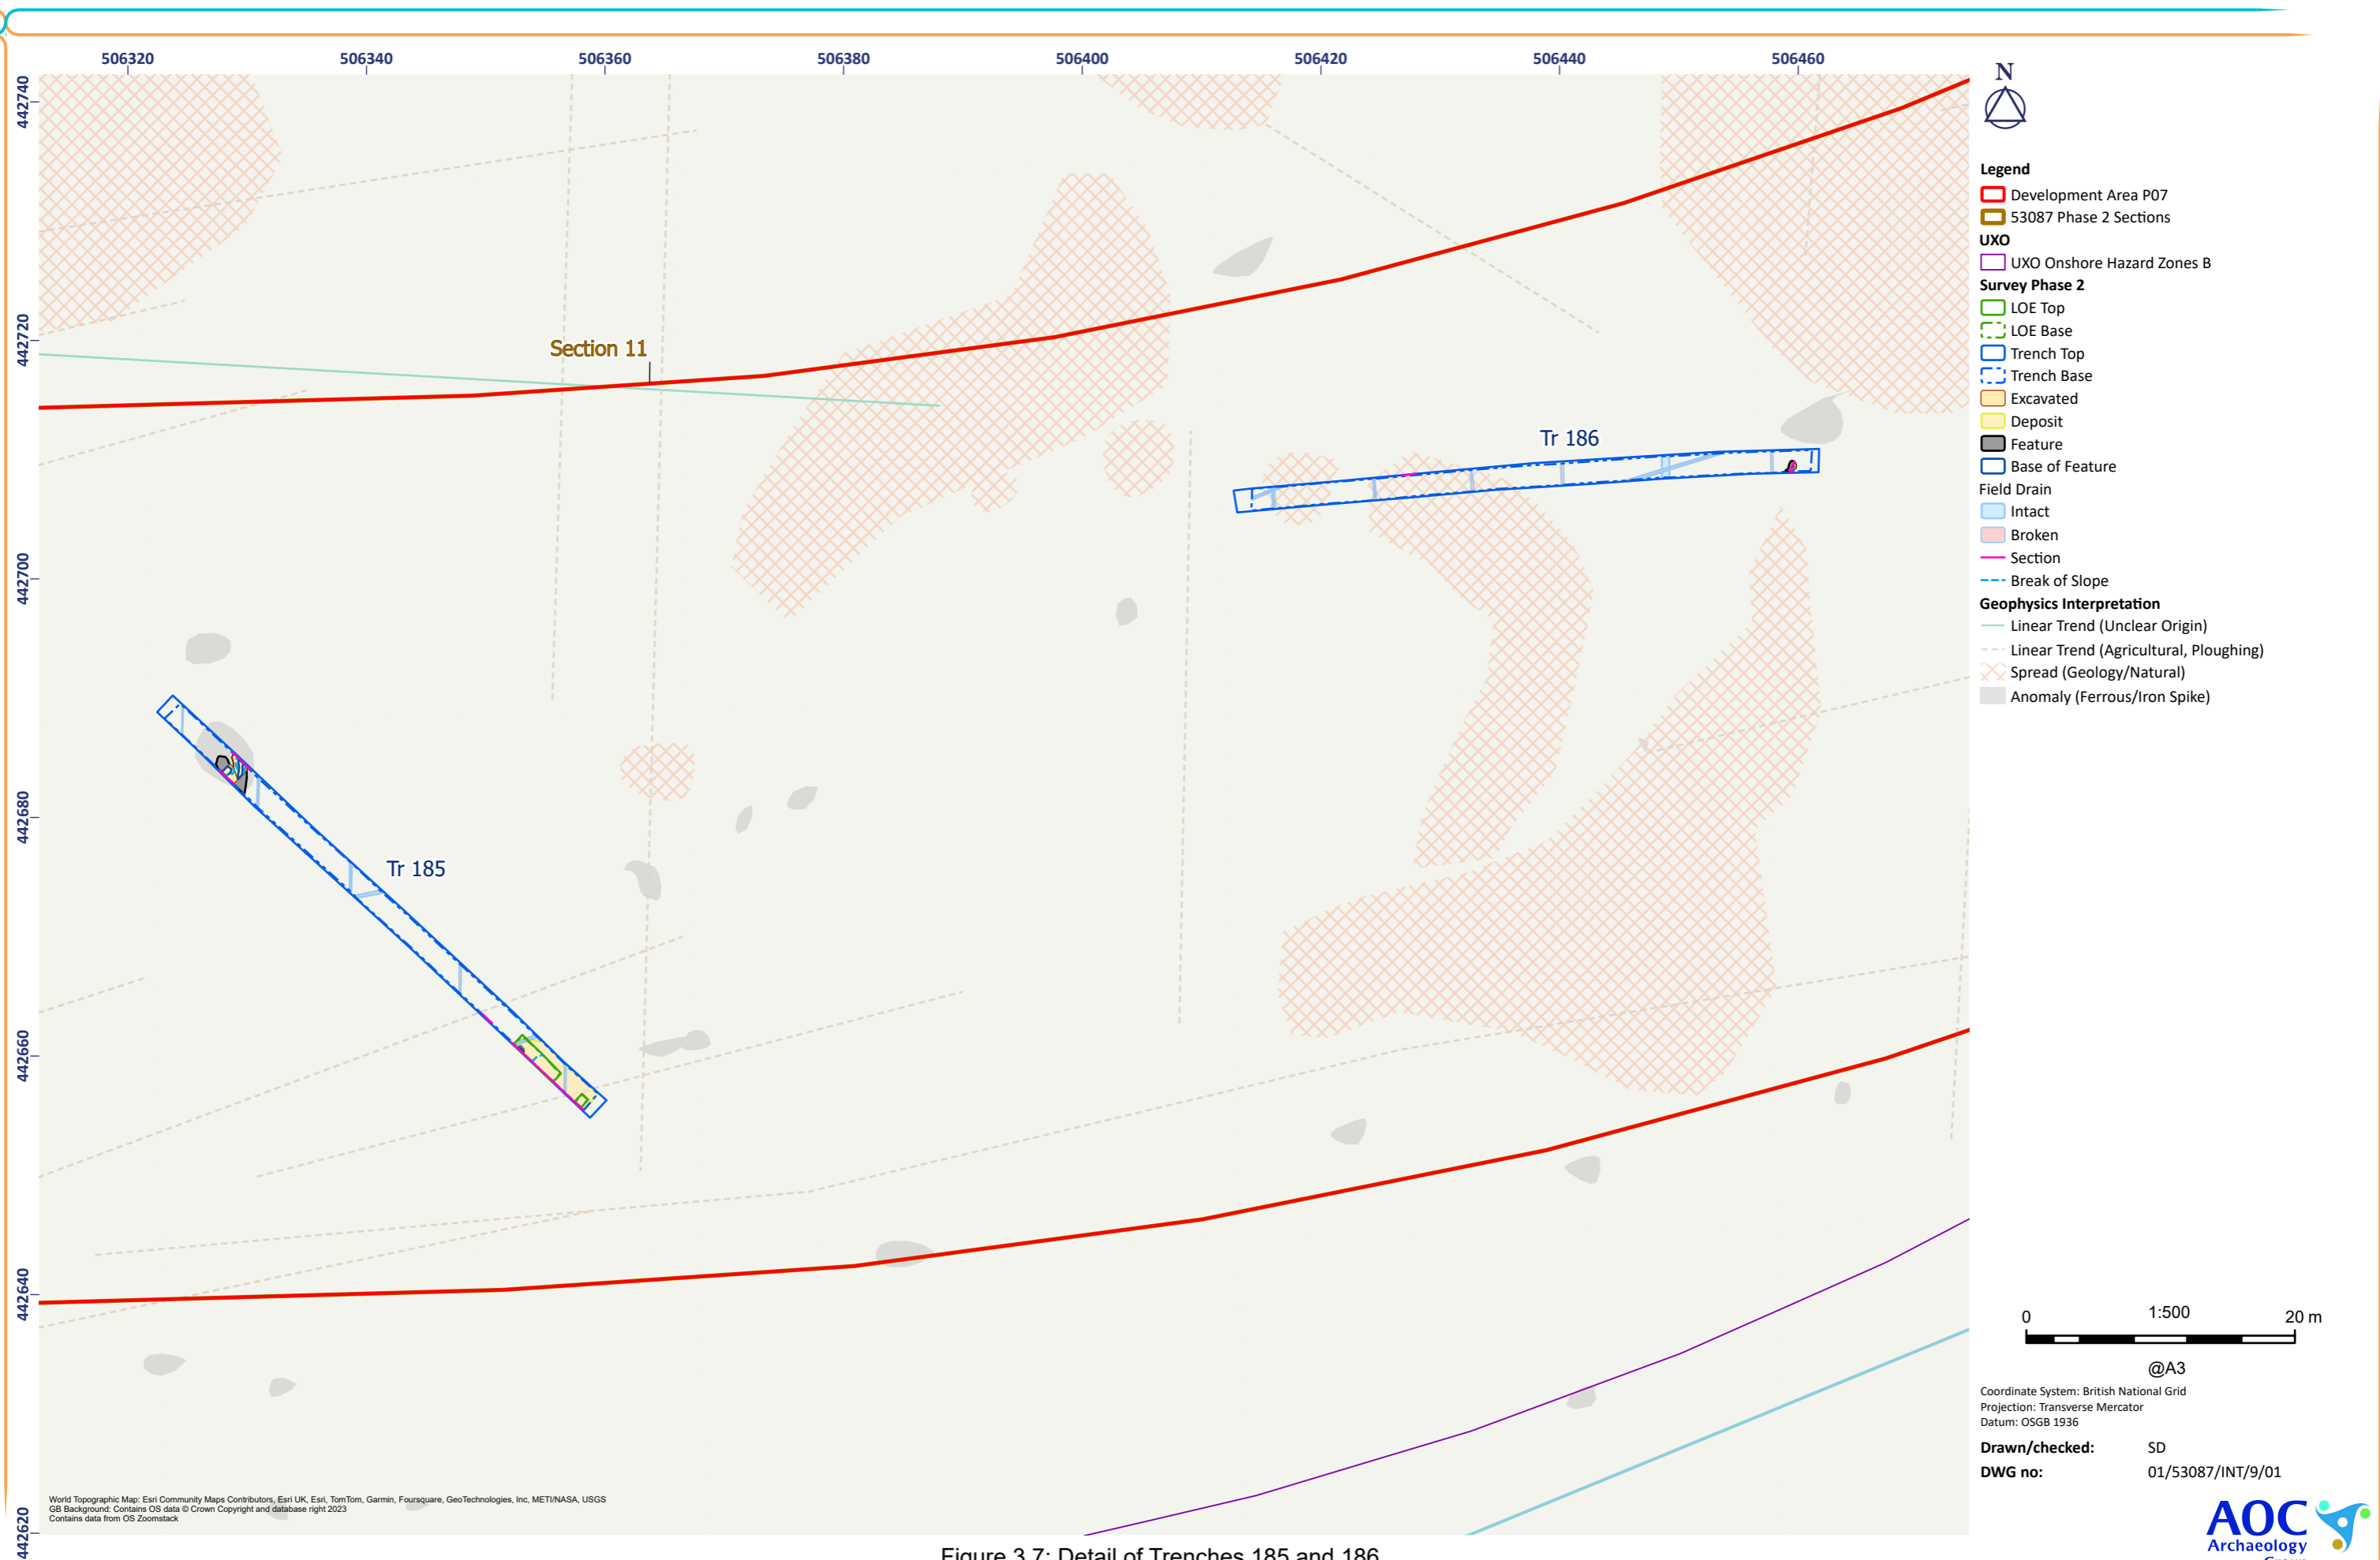 506320 506340 506360 506380 506400 506420 506440 506460
442740
442720
442700
442680
442660
442640
442620
Section 11
Tr 186
Tr 185
N
Legend
Development Area P07
53087 Phase 2 Sections
UXO
UXO Onshore Hazard Zones B
Survey Phase 2
LOE Top
LOE Base
Trench Top
Trench Base
Excavated
Deposit
Feature
Base of Feature
Field Drain
Intact
Broken
Section
Break of Slope
Geophysics Interpretation
Linear Trend (Unclear Origin)
Linear Trend (Agricultural, Ploughing)
Spread (Geology/Natural)
Anomaly (Ferrous/Iron Spike)
0 1:500 20 m
@A3
Coordinate System: British National Grid
Projection: Transverse Mercator
Datum: OSGB 1936
Drawn/checked: SD
DWG no: 01/53087/INT/9/01
World Topographic Map: Esri Community Maps Contributors, Esri UK, Esri, TomTom, Garmin, Foursquare, GeoTechnologies, Inc, METI/NASA, USGS
GB Background: Contains OS data © Crown Copyright and database right 2023
Contains data from OS Zoomstack
AOC
Archaeology
Group
Figure 3.7: Detail of Trenches 185 and 186